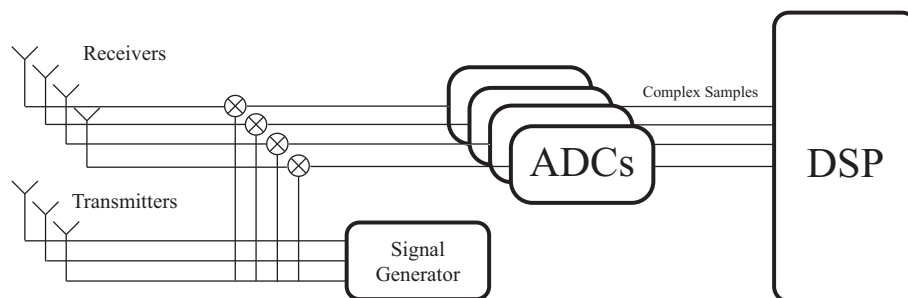 Receivers
Complex Samples
ADCs
DSP
Transmitters
Signal
Generator